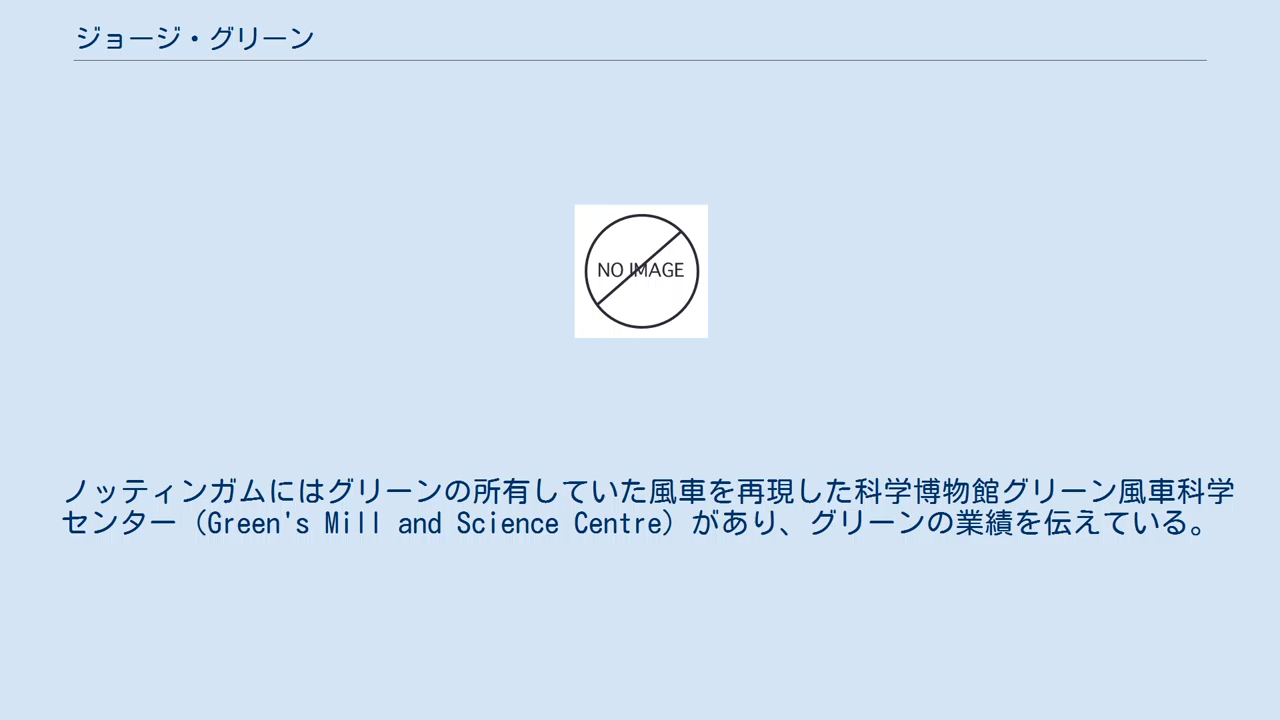 ジョージ・グリーン
NO IMAGE
ノッティンガムにはグリーンの所有していた風車を再現した科学博物館グリーン風車科学
センター（Green's Mill and Science Centre）があり、グリーンの業績を伝えている。